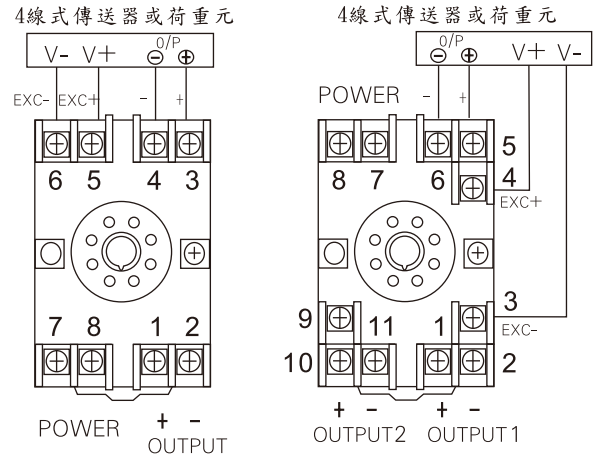 4線式傳送器或荷重元
O/P
V- V+ ⊖ ⊕
EXC- EXC+ - +
6 5 4 3
7 8 1 2
POWER + -
OUTPUT
4線式傳送器或荷重元
O/P
⊖ ⊕ V+ V-
POWER - +
8 7 6 5
4
EXC+
3
EXC-
9 11 1
10 2
+ - + -
OUTPUT2 OUTPUT1